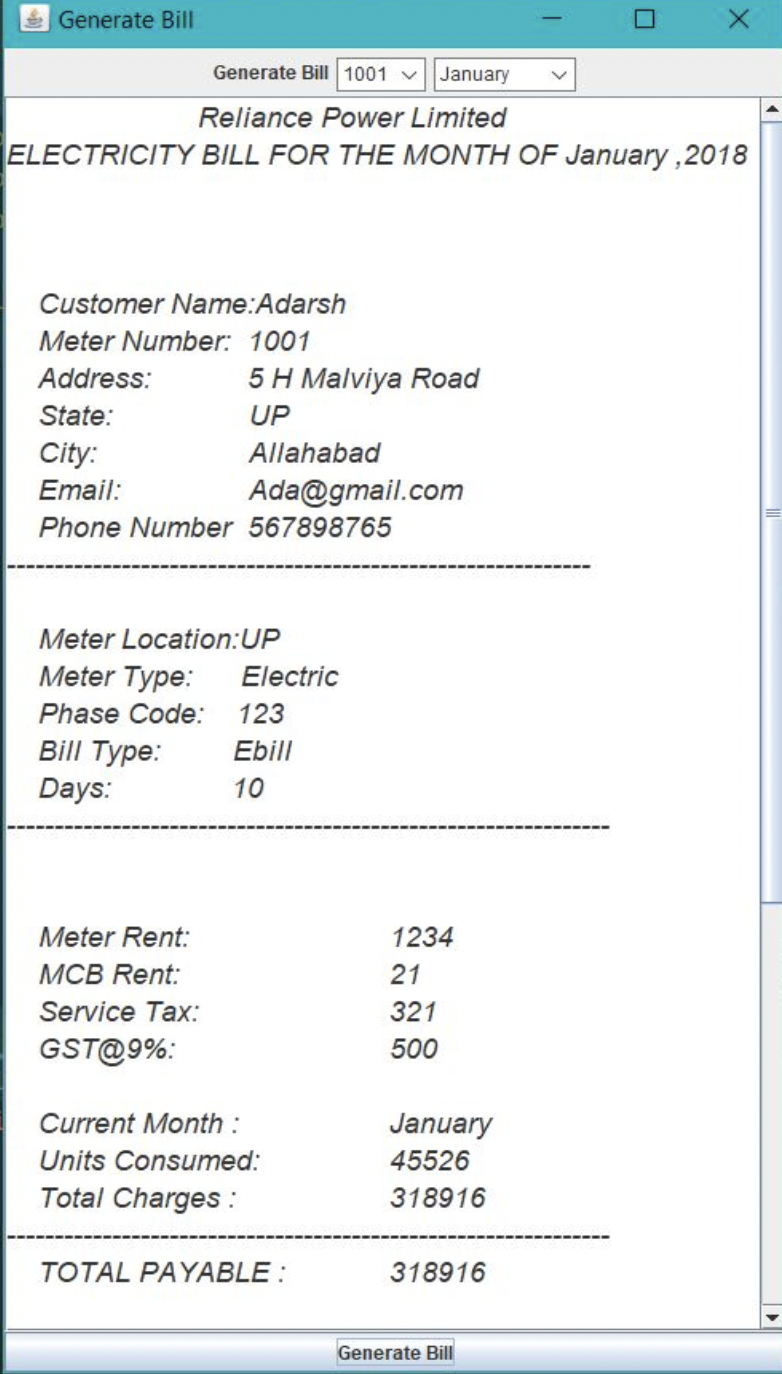 Generate Bill
Generate Bill 1001 January
Reliance Power Limited
ELECTRICITY BILL FOR THE MONTH OF January ,2018
Customer Name:Adarsh
Meter Number: 1001
Address: 5 H Malviya Road
State: UP
City: Allahabad
Email: Ada@gmail.com
Phone Number 567898765
---------------------------------------------------------------
Meter Location:UP
Meter Type: Electric
Phase Code: 123
Bill Type: Ebill
Days: 10
-----------------------------------------------------------------
Meter Rent: 1234
MCB Rent: 21
Service Tax: 321
GST@9%: 500
Current Month : January
Units Consumed: 45526
Total Charges : 318916
-----------------------------------------------------------------
TOTAL PAYABLE : 318916
Generate Bill